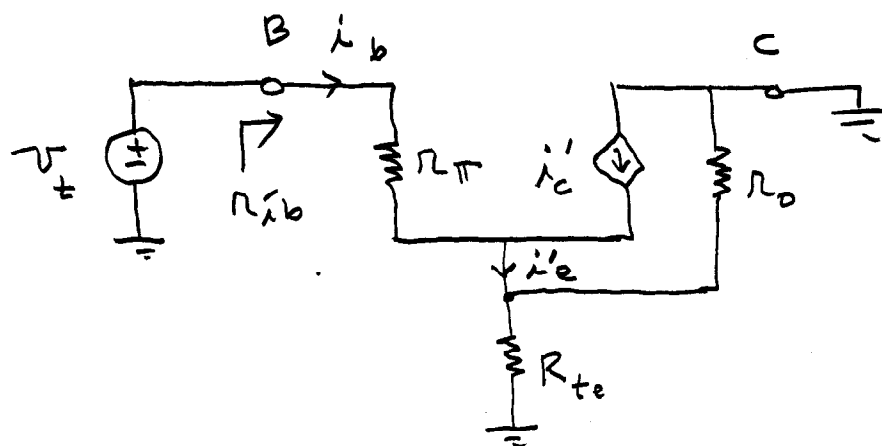 B
i_b
C
v_t
r_ib
r_π
i'_c
r_o
i'_e
R_te